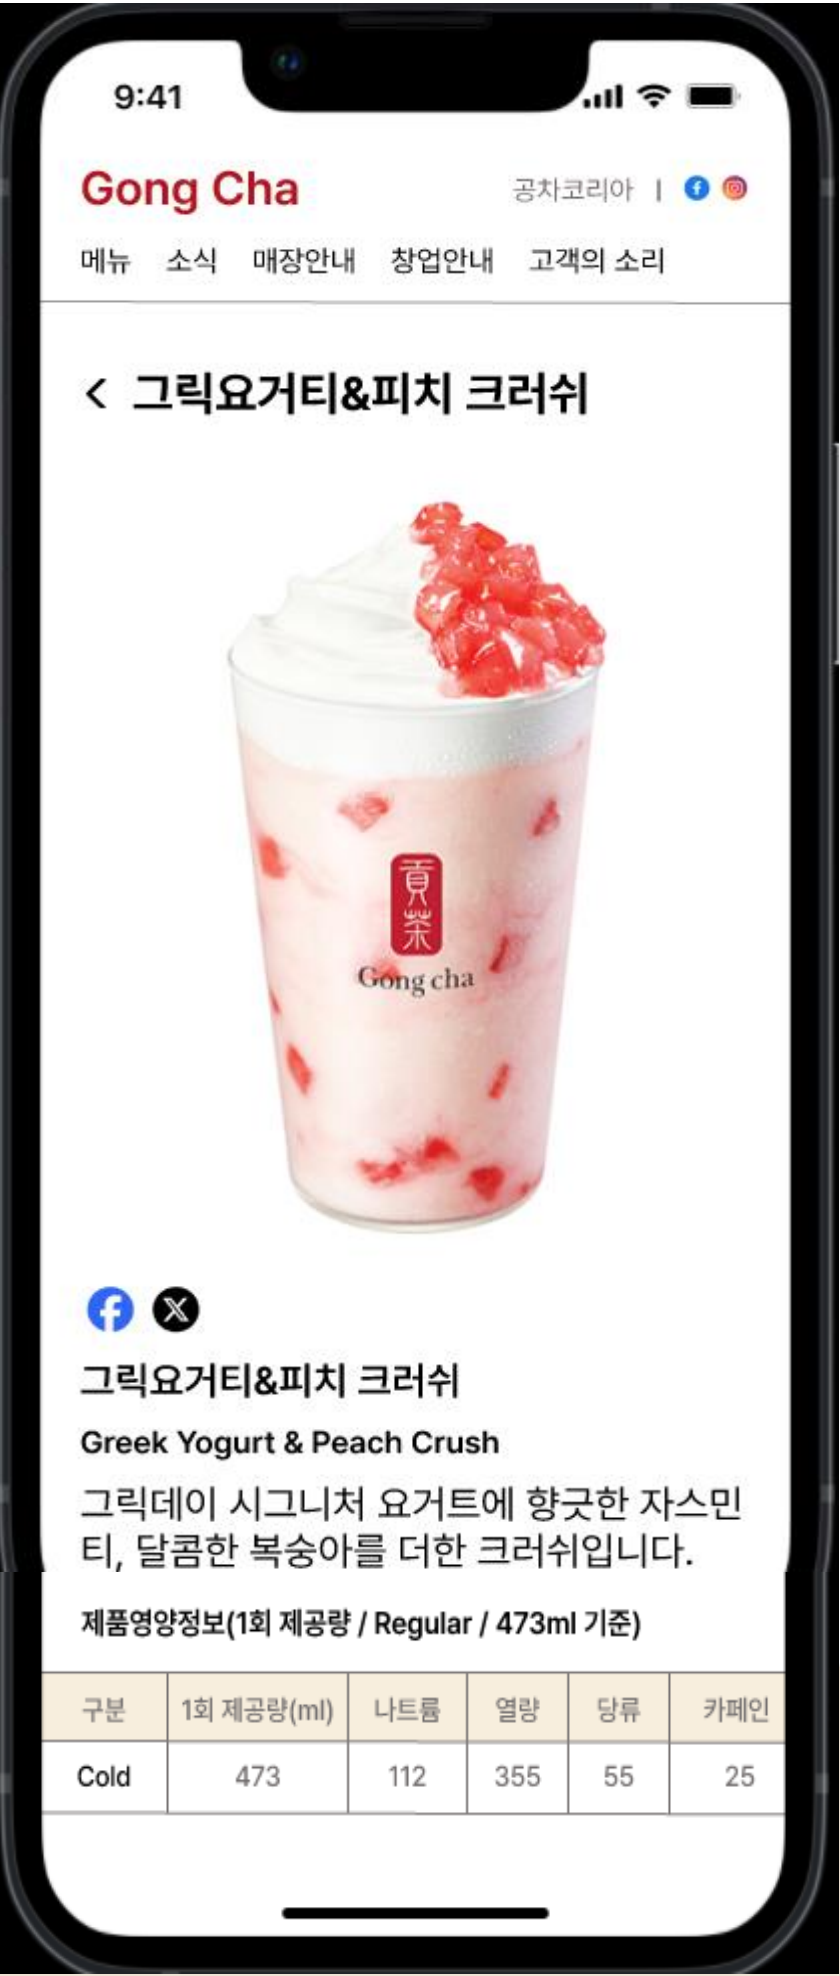 9:41
Gong Cha
공차코리아 |
메뉴 소식 매장안내 창업안내 고객의 소리
< 그릭요거티&피치 크러쉬
貢茶
Gong cha
그릭요거티&피치 크러쉬
Greek Yogurt & Peach Crush
그릭데이 시그니처 요거트에 향긋한 자스민
티, 달콤한 복숭아를 더한 크러쉬입니다.
제품영양정보(1회 제공량 / Regular / 473ml 기준)
구분 1회 제공량(ml) 나트륨 열량 당류 카페인
Cold 473 112 355 55 25